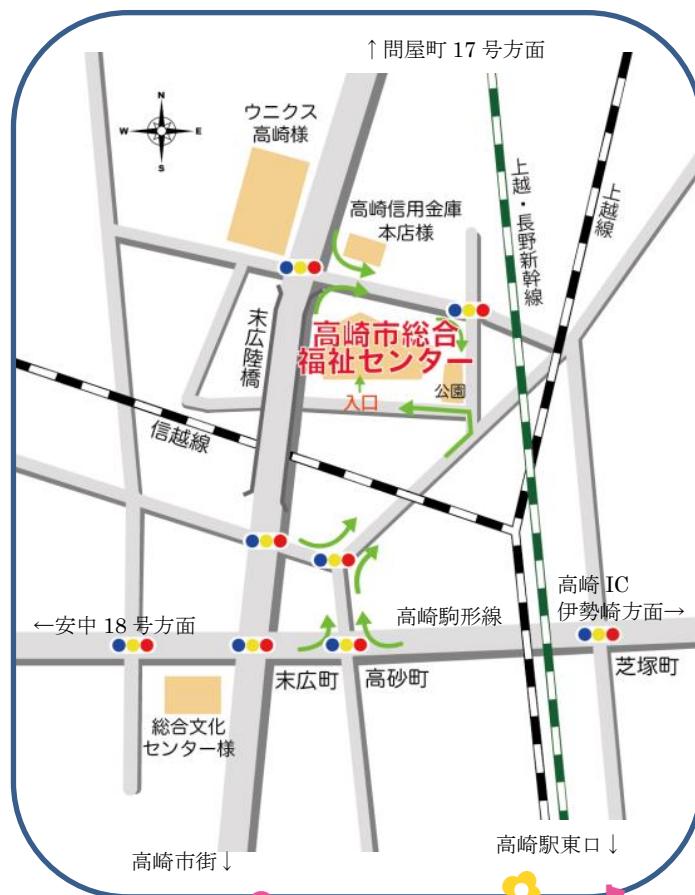 ↑問屋町 17 号方面
N
W
E
S
ウニクス
高崎様
高崎信用金庫
本店様
上越・長野新幹線
上越線
末広陸橋
高崎市総合
福祉センター
公園
入口
信越線
高崎 IC
伊勢崎方面→
高崎駒形線
←安中 18 号方面
末広町
高砂町
芝塚町
総合文化
センター様
高崎市街↓
高崎駅東口↓